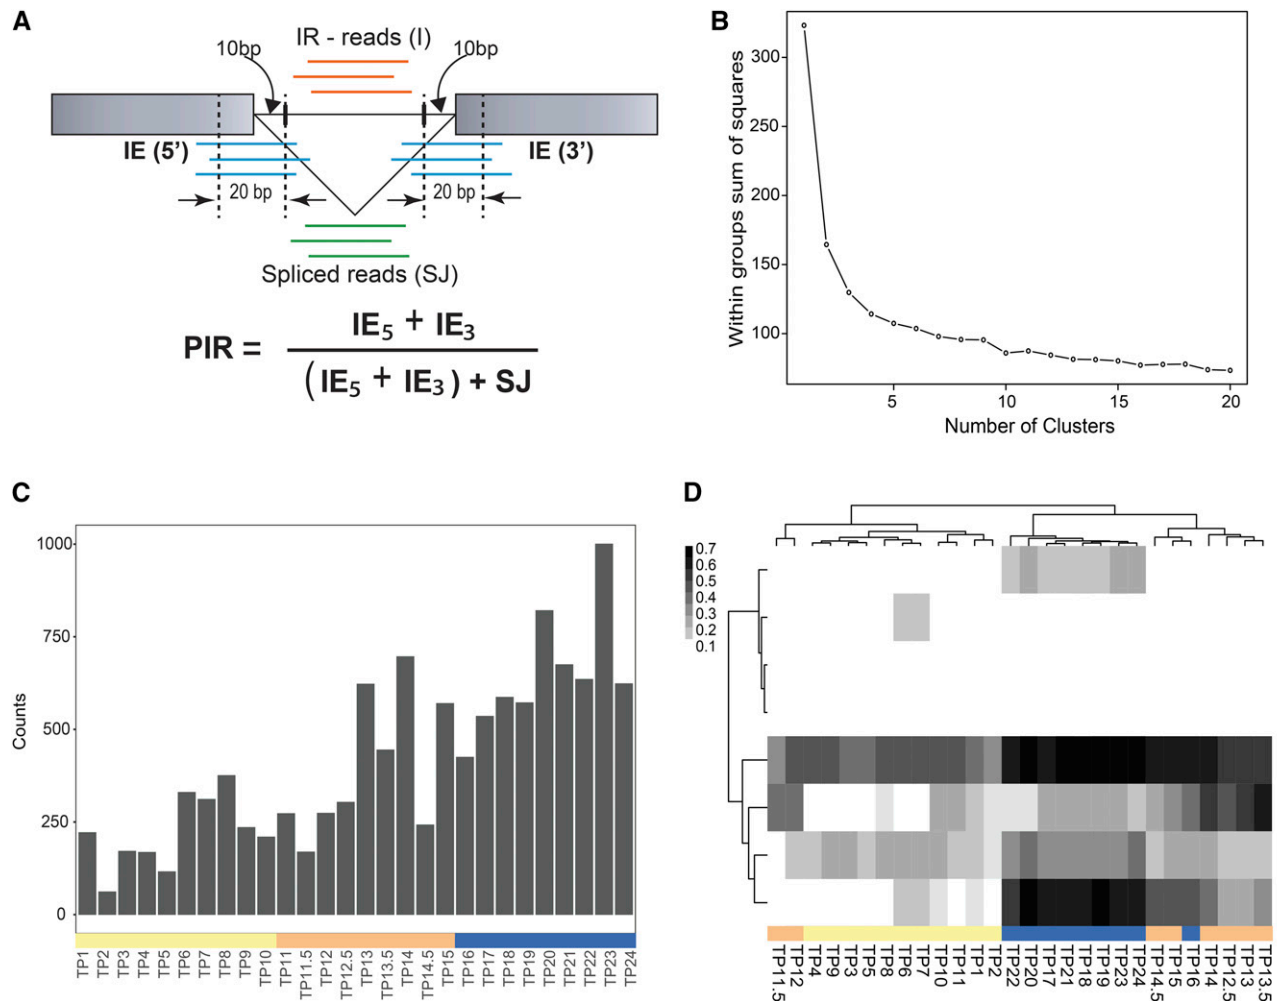 A
IR - reads (I)
10bp
10bp
IE (5’)
IE (3’)
20 bp
20 bp
Spliced reads (SJ)
PIR =
IE5 + IE3
(IE5 + IE3) + SJ
B
Within groups sum of squares
300
250
200
150
100
5
10
15
20
Number of Clusters
C
Counts
1000
750
500
250
0
TP1
TP2
TP3
TP4
TP5
TP6
TP7
TP8
TP9
TP10
TP11
TP11.5
TP12
TP12.5
TP13
TP13.5
TP14
TP14.5
TP15
TP16
TP17
TP18
TP19
TP20
TP21
TP22
TP23
TP24
D
0.7
0.6
0.5
0.4
0.3
0.2
0.1
TP11.5
TP12
TP4
TP9
TP3
TP5
TP8
TP6
TP7
TP10
TP11
TP1
TP2
TP22
TP20
TP17
TP21
TP18
TP19
TP23
TP24
TP14.5
TP15
TP16
TP14
TP12.5
TP13
TP13.5